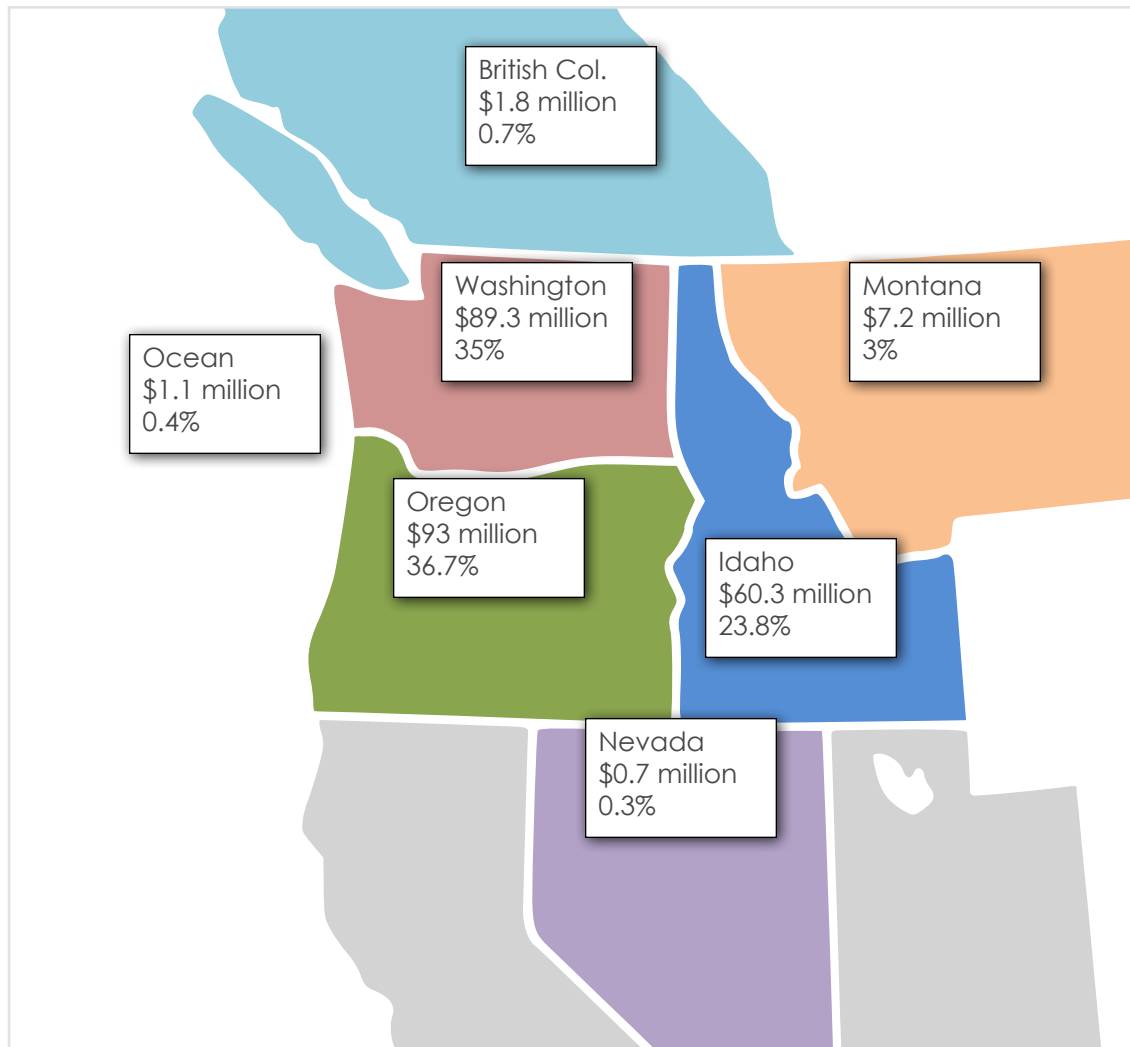 British Col.
$1.8 million
0.7%
Washington
$89.3 million
35%
Montana
$7.2 million
3%
Ocean
$1.1 million
0.4%
Oregon
$93 million
36.7%
Idaho
$60.3 million
23.8%
Nevada
$0.7 million
0.3%